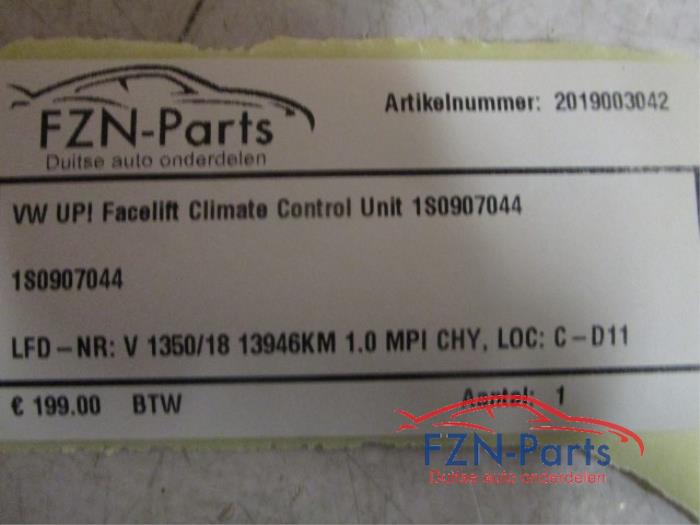 FZN-Parts
Duitse auto onderdelen
Artikelnummer: 2019003042
VW UP! Facelift Climate Control Unit 1S0907044
1S0907044
LFD-NR: V 1350/18 13946KM 1.0 MPI CHY, LOC: C-D11
€ 199.00 BTW
Aantal: 1
FZN-Parts
Duitse auto onderdelen